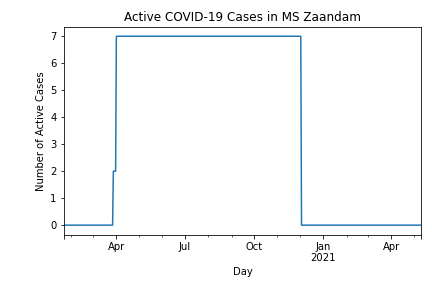 Active COVID-19 Cases in MS Zaandam
Number of Active Cases
7
6
5
4
3
2
1
0
Apr
Jul
Oct
Jan
2021
Apr
Day